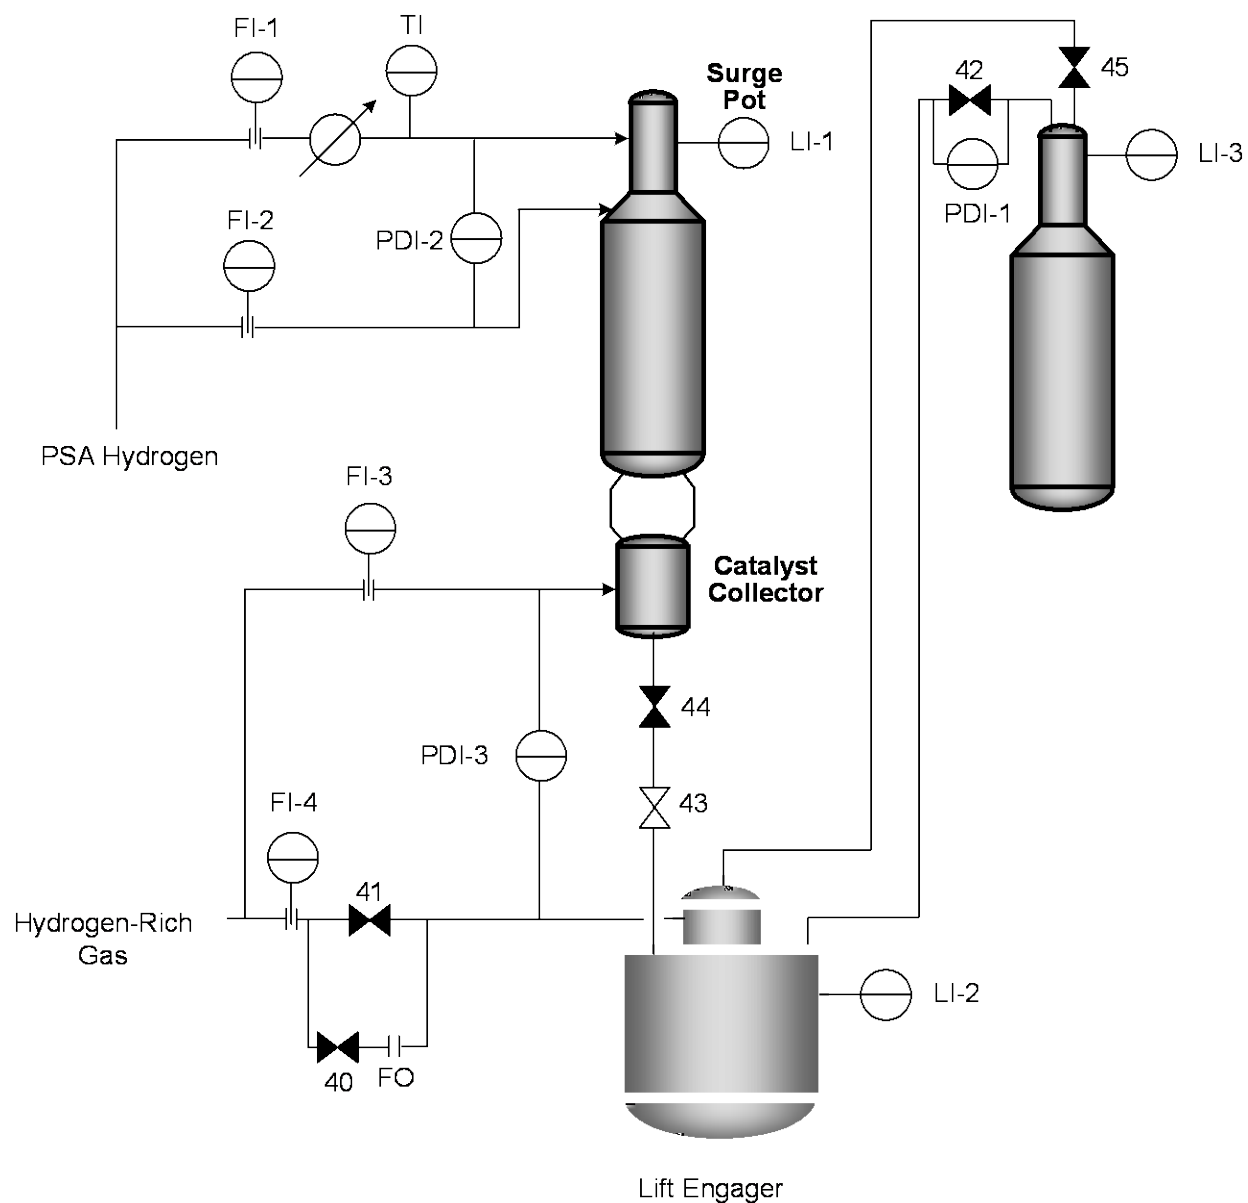 FI-1
TI
Surge
Pot
42
45
LI-1
LI-3
PDI-1
FI-2
PDI-2
PSA Hydrogen
FI-3
Catalyst
Collector
44
PDI-3
43
FI-4
41
Hydrogen-Rich
Gas
LI-2
40
FO
Lift Engager